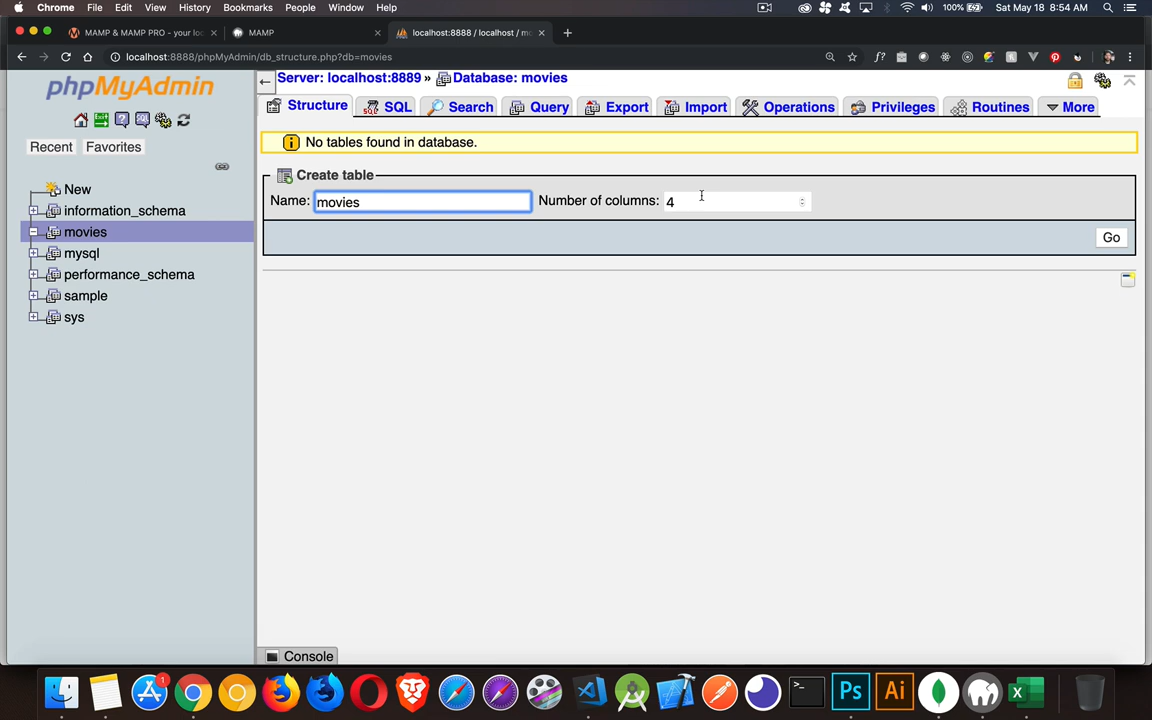 Chrome File Edit View History Bookmarks People Window Help 100% Sat May 18 8:54 AM
MAMP & MAMP PRO - your lo × MAMP × localhost:8888 / localhost / mo × +
localhost:8888/phpMyAdmin/db_structure.php?db=movies
phpMyAdmin
Recent Favorites
New
information_schema
movies
mysql
performance_schema
sample
sys
← Server: localhost:8889 » Database: movies
Structure SQL Search Query Export Import Operations Privileges Routines More
No tables found in database.
Create table
Name: movies Number of columns: 4
Go
Console
1
Ps Ai